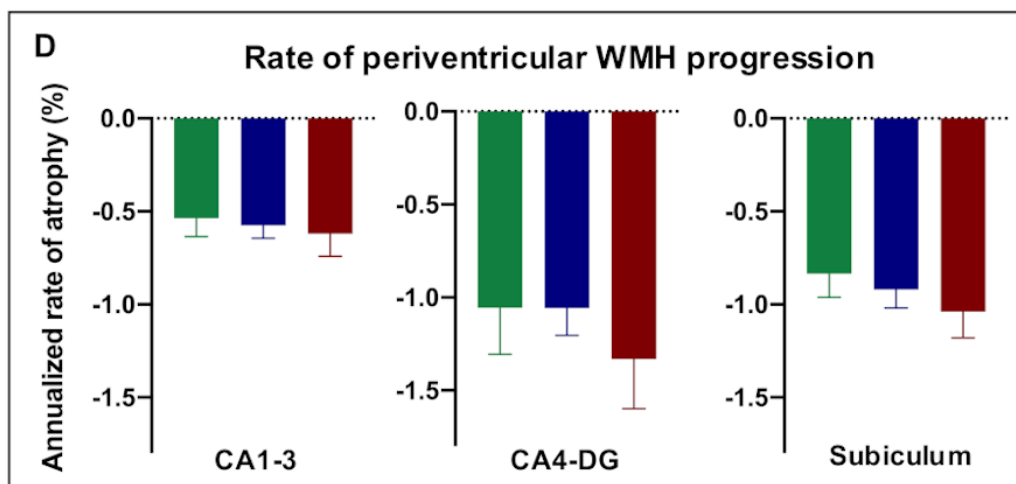 D
Rate of periventricular WMH progression
Annualized rate of atrophy (%)
0.0
-0.5
-1.0
-1.5
CA1-3
0.0
-0.5
-1.0
-1.5
CA4-DG
0.0
-0.5
-1.0
-1.5
Subiculum